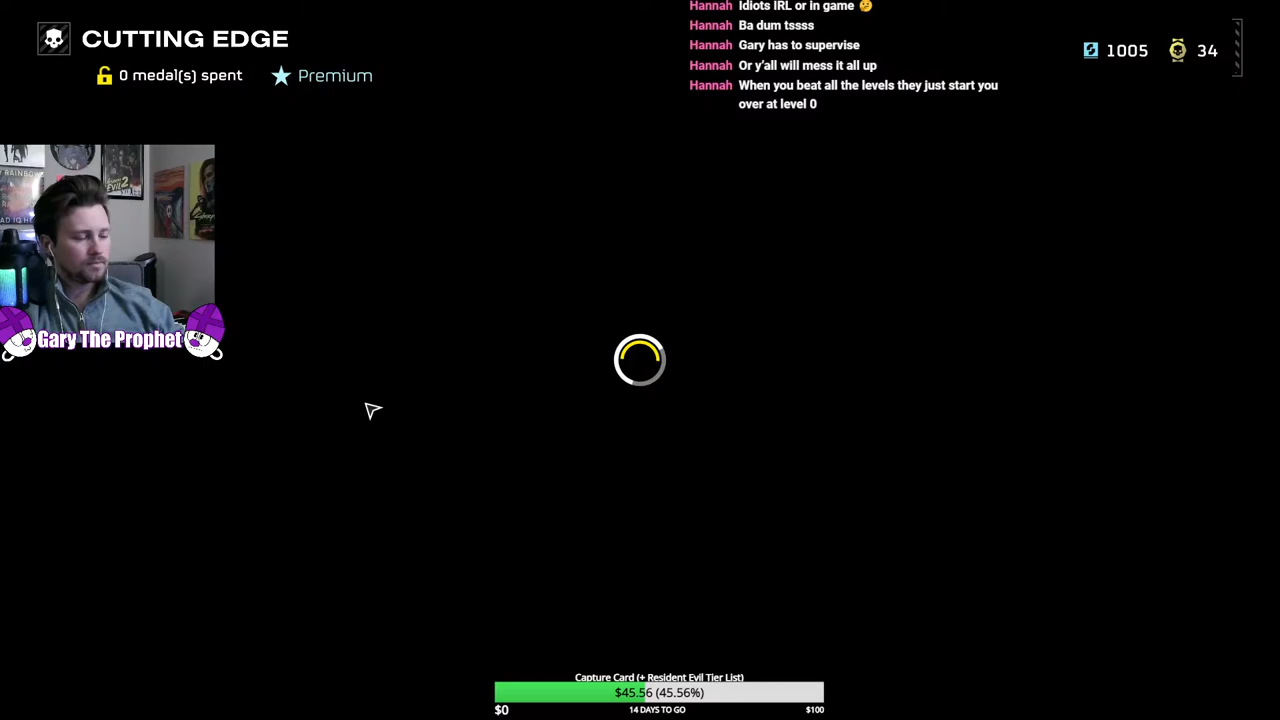 Hannah Idiots IRL or in game 🤔
CUTTING EDGE
Hannah Ba dum tssss
Hannah Gary has to supervise
1005 34
Hannah Or y'all will mess it all up
0 medal(s) spent Premium
Hannah When you beat all the levels they just start you
over at level 0
Gary The Prophet
Capture Card (+ Resident Evil Tier List)
$45.56 (45.56%)
$0 14 DAYS TO GO $100